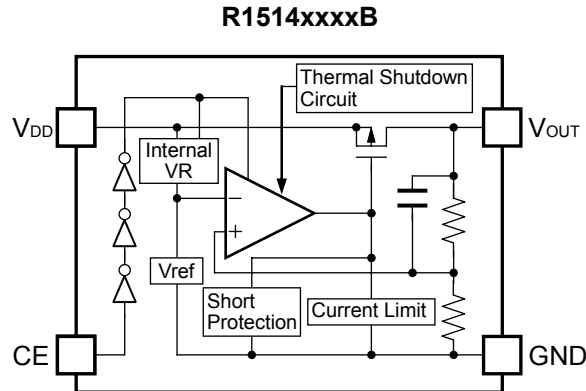 R1514xxxxB
Thermal Shutdown
Circuit
VDD
VOUT
Internal
VR
−
+
Vref
Short
Protection
Current Limit
CE
GND